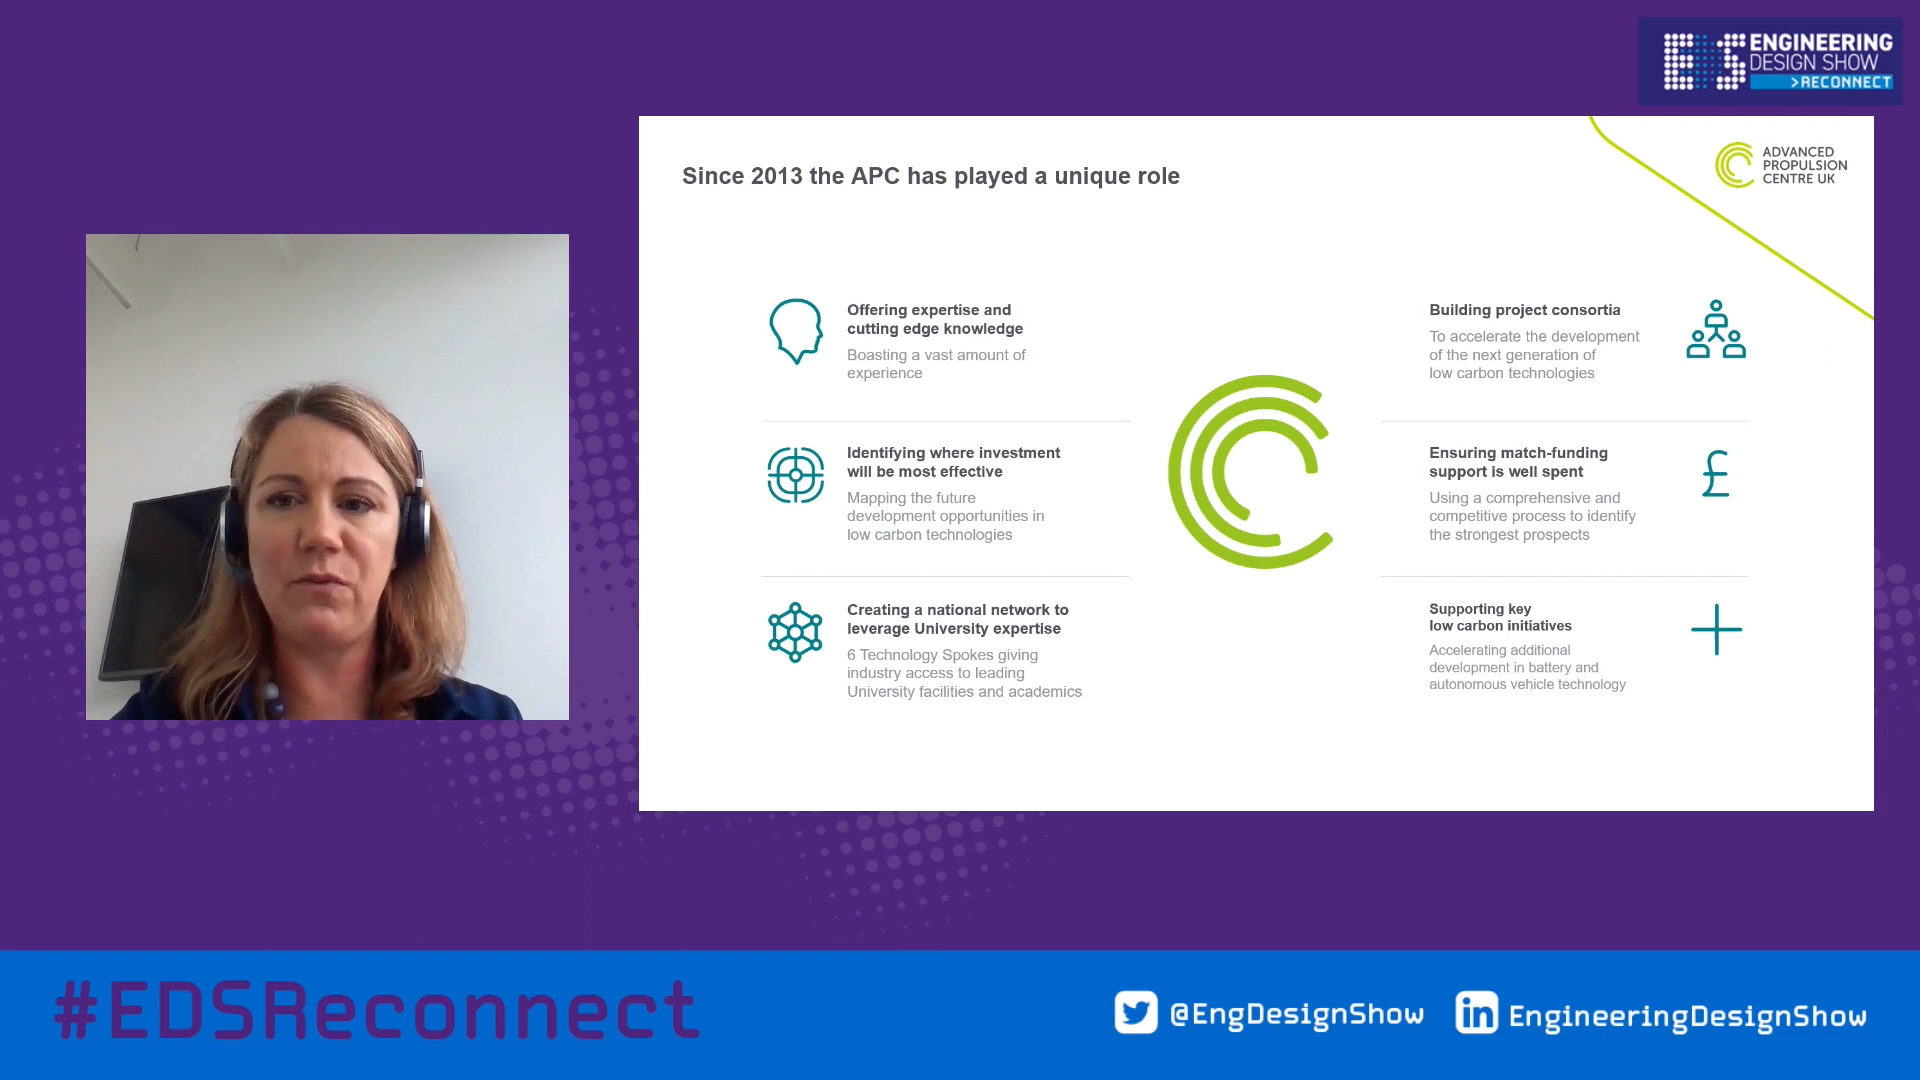 ENGINEERING
DESIGN SHOW
>RECONNECT
ADVANCED
PROPULSION
CENTRE UK
Since 2013 the APC has played a unique role
Offering expertise and
cutting edge knowledge
Boasting a vast amount of
experience
Identifying where investment
will be most effective
Mapping the future
development opportunities in
low carbon technologies
Creating a national network to
leverage University expertise
6 Technology Spokes giving
industry access to leading
University facilities and academics
Building project consortia
To accelerate the development
of the next generation of
low carbon technologies
Ensuring match-funding
support is well spent
Using a comprehensive and
competitive process to identify
the strongest prospects
£
Supporting key
low carbon initiatives
Accelerating additional
development in battery and
autonomous vehicle technology
#EDSReconnect
@EngDesignShow
in EngineeringDesignShow